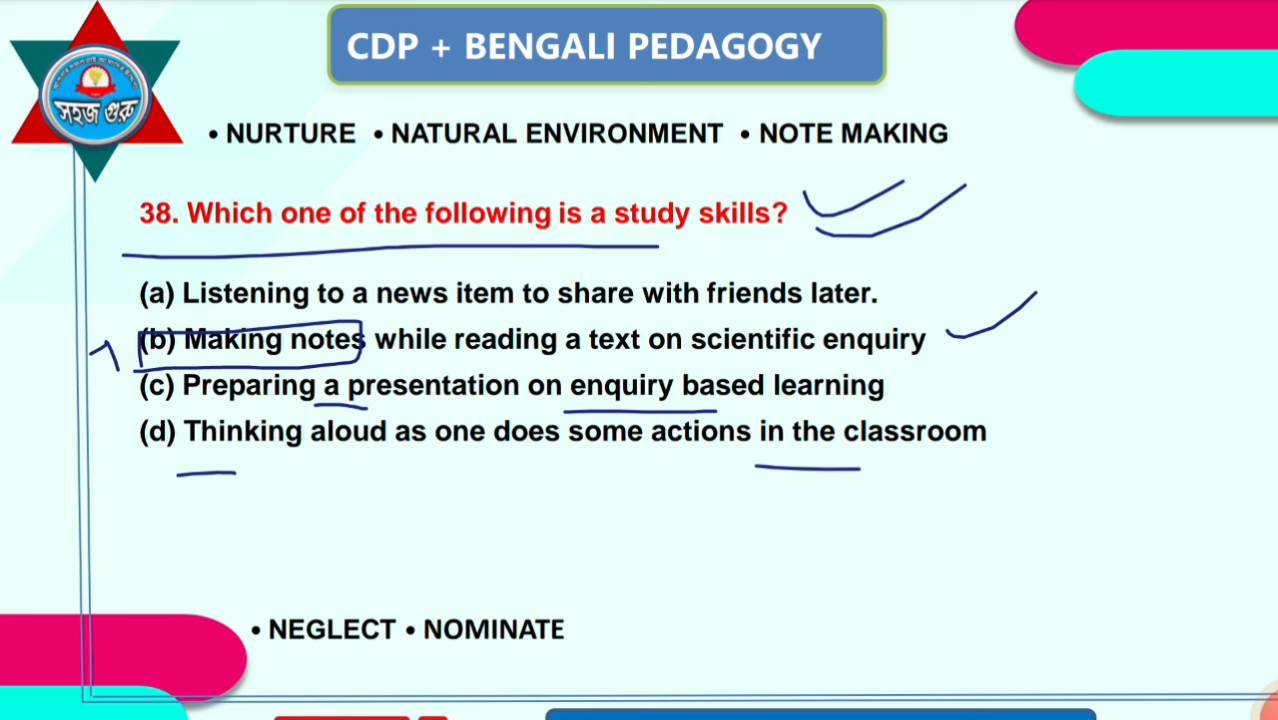 CDP + BENGALI PEDAGOGY
সহজ গুরু
• NURTURE • NATURAL ENVIRONMENT • NOTE MAKING
38. Which one of the following is a study skills?
(a) Listening to a news item to share with friends later.
(b) Making notes while reading a text on scientific enquiry
(c) Preparing a presentation on enquiry based learning
(d) Thinking aloud as one does some actions in the classroom
• NEGLECT • NOMINATE